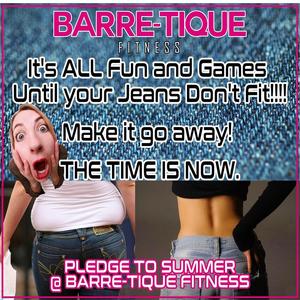 BARRE-TIQUE
FITNESS
It's ALL Fun and Games
Until your Jeans Don't Fit!!!!
Make it go away!
THE TIME IS NOW.
PLEDGE TO SUMMER
@ BARRE-TIQUE FITNESS